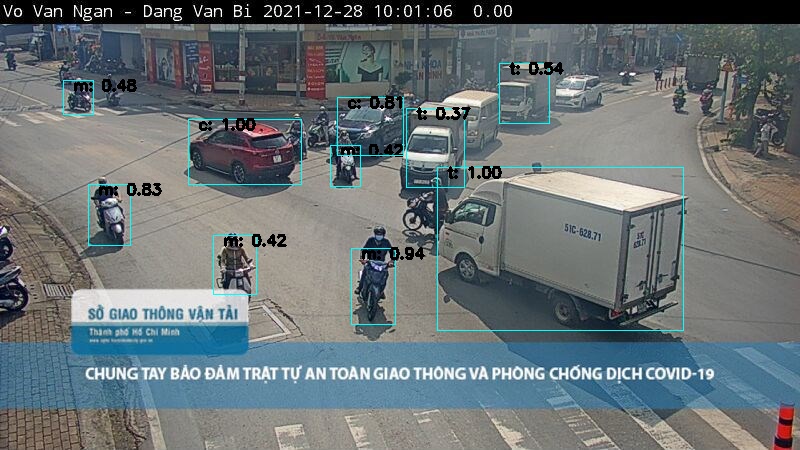 Vo Van Ngan - Dang Van Bi 2021-12-28 10:01:06 0.00
m: 0.48
t: 0.54
c: 0.81
t: 0.37
c: 1.00
m: 0.42
t: 1.00
m: 0.83
51C-628.71
51C
628.71
m: 0.42
m: 0.94
SỞ GIAO THÔNG VẬN TẢI
Thành phố Hồ Chí Minh
CHUNG TAY BẢO ĐẢM TRẬT TỰ AN TOÀN GIAO THÔNG VÀ PHÒNG CHỐNG DỊCH COVID-19